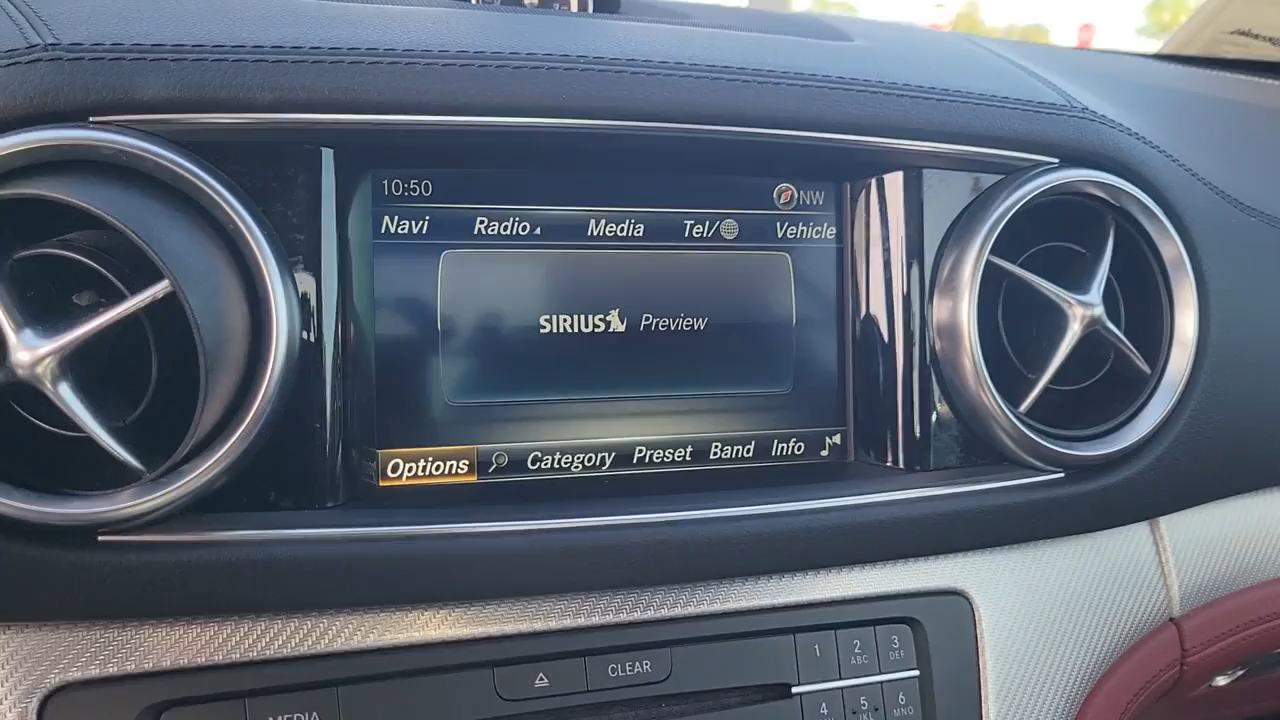 10:50 NW
Navi Radio Media Tel/ Vehicle
SIRIUS Preview
Options Category Preset Band Info
CLEAR 1 2 ABC 3 DEF
MEDIA 4 5 JKL 6 MNO